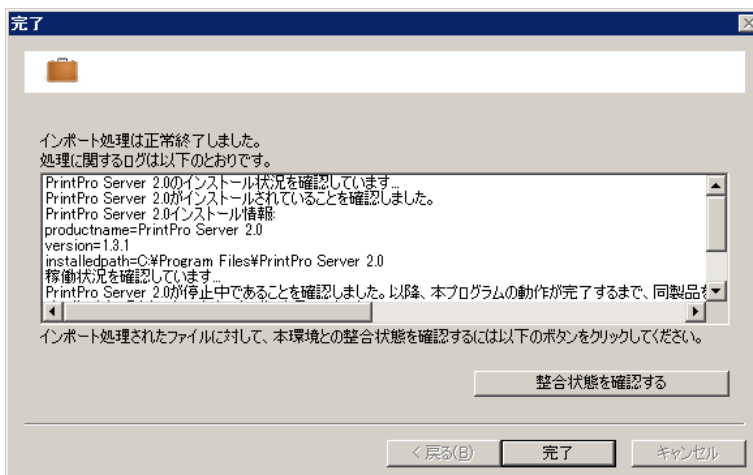 完了
インポート処理は正常終了しました。
処理に関するログは以下のとおりです。
PrintPro Server 2.0のインストール状況を確認しています...
PrintPro Server 2.0がインストールされていることを確認しました。
PrintPro Server 2.0インストール情報:
productname=PrintPro Server 2.0
version=1.3.1
installedpath=C:¥Program Files¥PrintPro Server 2.0
稼働状況を確認しています...
PrintPro Server 2.0が停止中であることを確認しました。以降、本プログラムの動作が完了するまで、同製品を
インポート処理されたファイルに対して、本環境との整合状態を確認するには以下のボタンをクリックしてください。
整合状態を確認する
< 戻る(B)
完了
キャンセル